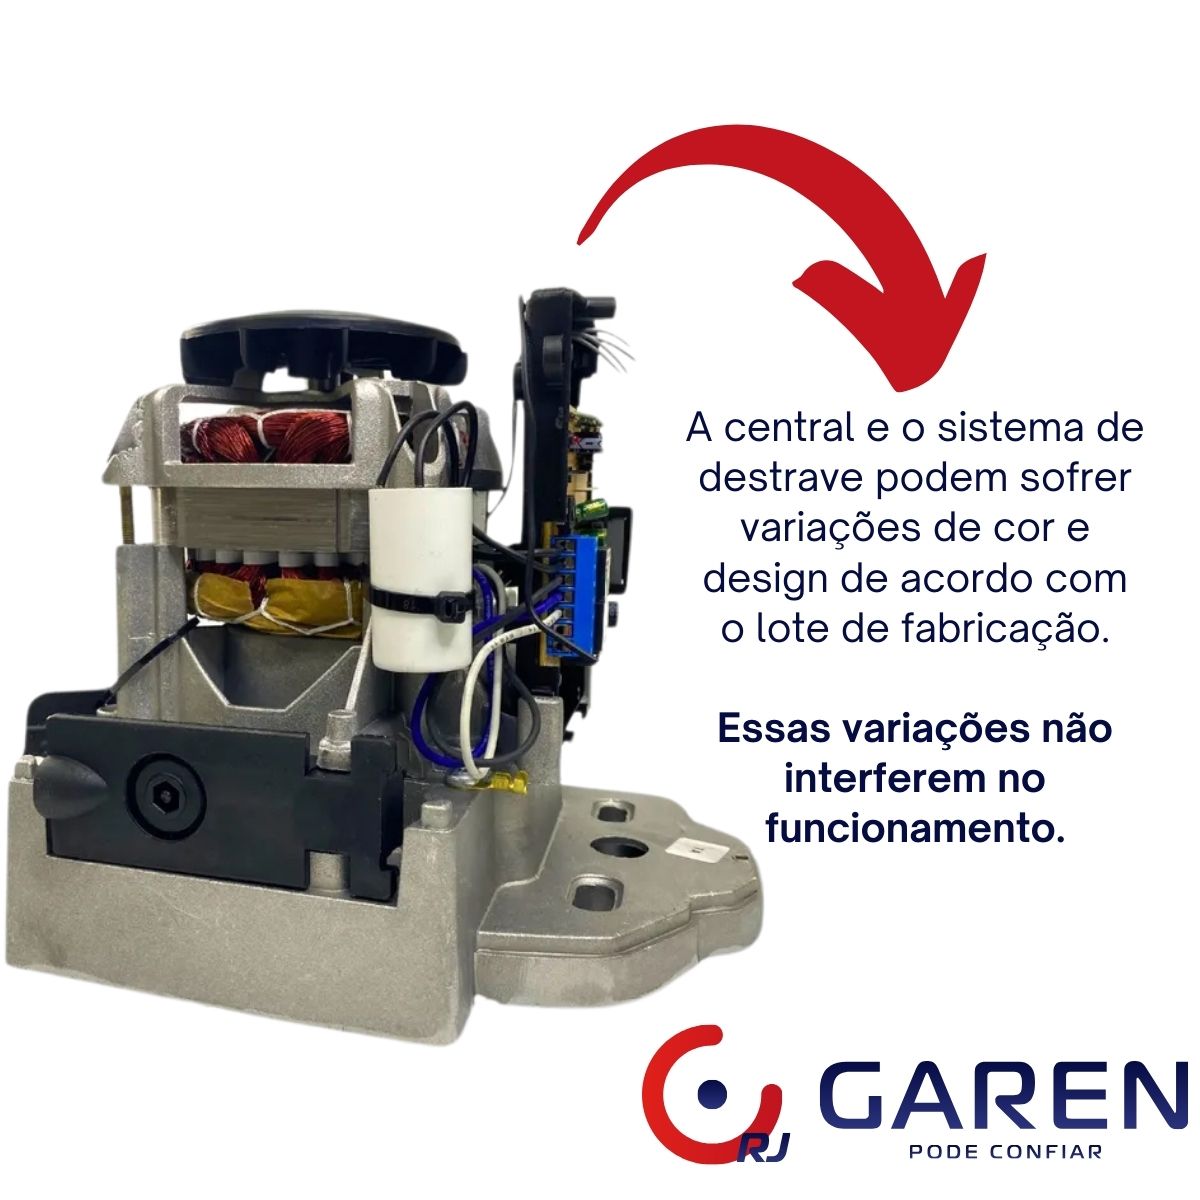 A central e o sistema de
destrave podem sofrer
variações de cor e
design de acordo com
o lote de fabricação.
Essas variações não
interferem no
funcionamento.
GAREN
RJ
PODE CONFIAR